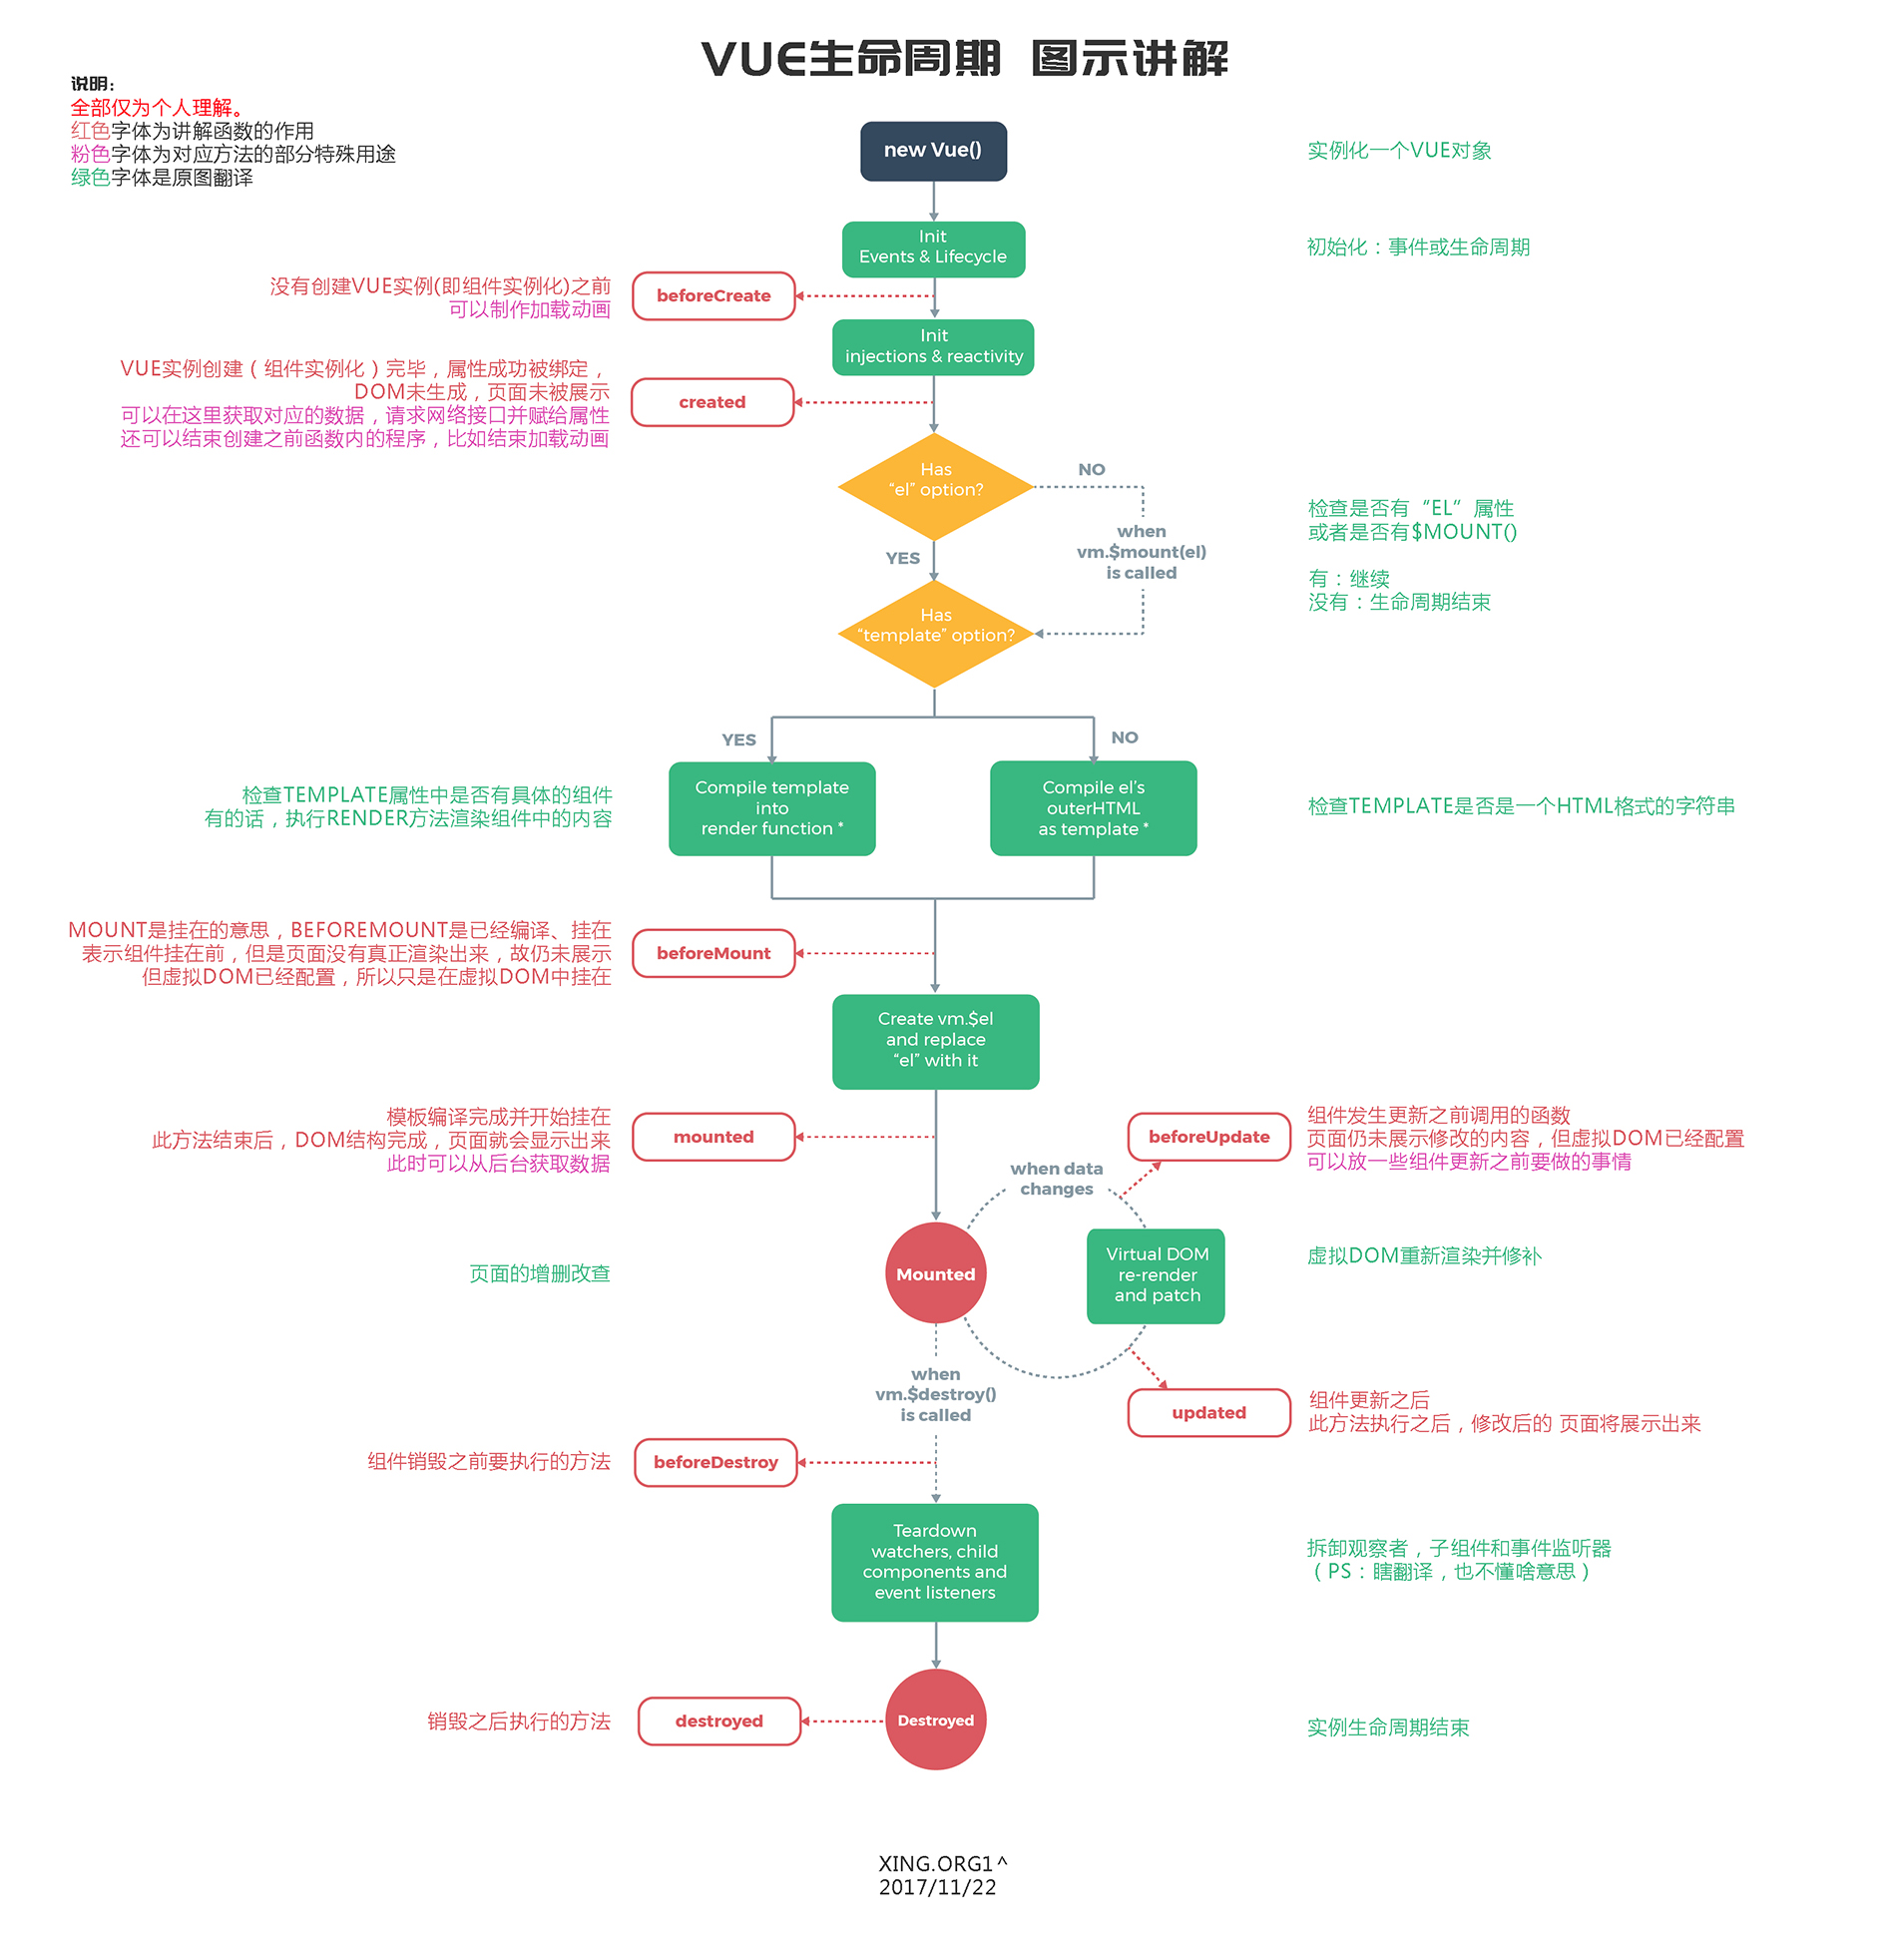 VUE生命周期 图示讲解
说明:
全部仅为个人理解。
红色字体为讲解函数的作用
粉色字体为对应方法的部分特殊用途
绿色字体是原图翻译
new Vue()
实例化一个VUE对象
Init
Events & Lifecycle
初始化：事件或生命周期
没有创建VUE实例(即组件实例化)之前
可以制作加载动画
beforeCreate
Init
injections & reactivity
VUE实例创建（组件实例化）完毕，属性成功被绑定，
DOM未生成，页面未被展示
可以在这里获取对应的数据，请求网络接口并赋给属性
还可以结束创建之前函数内的程序，比如结束加载动画
created
Has
“el” option?
NO
when
vm.$mount(el)
is called
YES
检查是否有“EL”属性
或者是否有$MOUNT()
有：继续
没有：生命周期结束
Has
“template” option?
YES
NO
检查TEMPLATE属性中是否有具体的组件
有的话，执行RENDER方法渲染组件中的内容
Compile template
into
render function *
Compile el’s
outerHTML
as template *
检查TEMPLATE是否是一个HTML格式的字符串
MOUNT是挂在的意思，BEFOREMOUNT是已经编译、挂在
表示组件挂在前，但是页面没有真正渲染出来，故仍未展示
但虚拟DOM已经配置，所以只是在虚拟DOM中挂在
beforeMount
Create vm.$el
and replace
“el” with it
模板编译完成并开始挂在
此方法结束后，DOM结构完成，页面就会显示出来
此时可以从后台获取数据
mounted
beforeUpdate
组件发生更新之前调用的函数
页面仍未展示修改的内容，但虚拟DOM已经配置
可以放一些组件更新之前要做的事情
when data
changes
页面的增删改查
Mounted
Virtual DOM
re-render
and patch
虚拟DOM重新渲染并修补
when
vm.$destroy()
is called
updated
组件更新之后
此方法执行之后，修改后的 页面将展示出来
组件销毁之前要执行的方法
beforeDestroy
Teardown
watchers, child
components and
event listeners
拆卸观察者，子组件和事件监听器
（PS：瞎翻译，也不懂啥意思）
销毁之后执行的方法
destroyed
Destroyed
实例生命周期结束
XING.ORG1^
2017/11/22